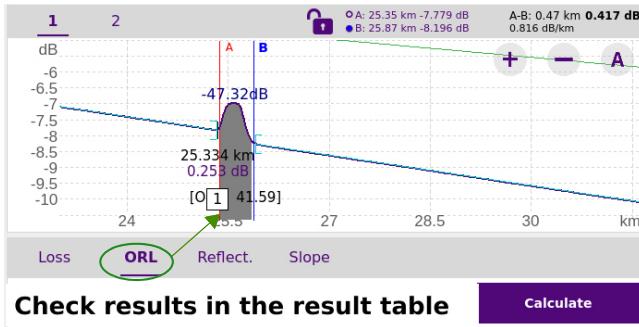 1 2
A: 25.35 km -7.779 dB
B: 25.87 km -8.196 dB
A-B: 0.47 km 0.417 dB
0.816 dB/km
dB
A B
+ − A
-6
-6.5
-7
-7.5
-8
-8.5
-9
-9.5
-10
-47.32dB
25.334 km
0.253 dB
[O 1 41.59]
24 5.5 27 28.5 30 km
Loss ORL Reflect. Slope
Check results in the result table
Calculate